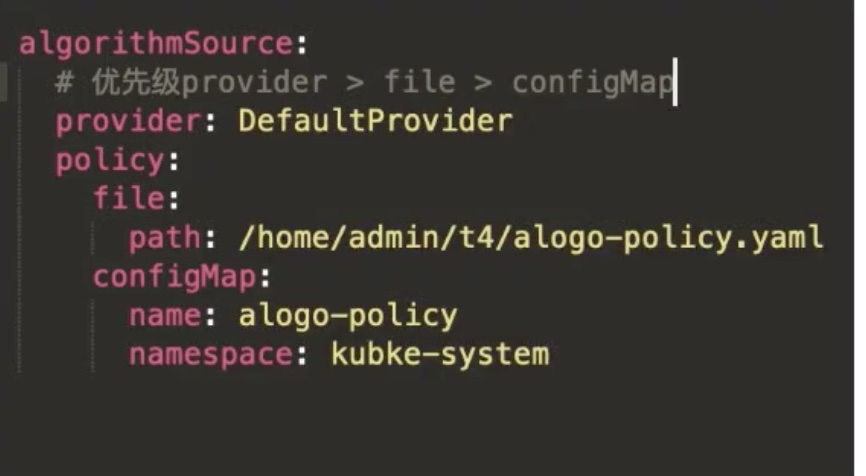 algorithmSource:
# 优先级provider > file > configMap
provider: DefaultProvider
policy:
file:
path: /home/admin/t4/alogo-policy.yaml
configMap:
name: alogo-policy
namespace: kubke-system